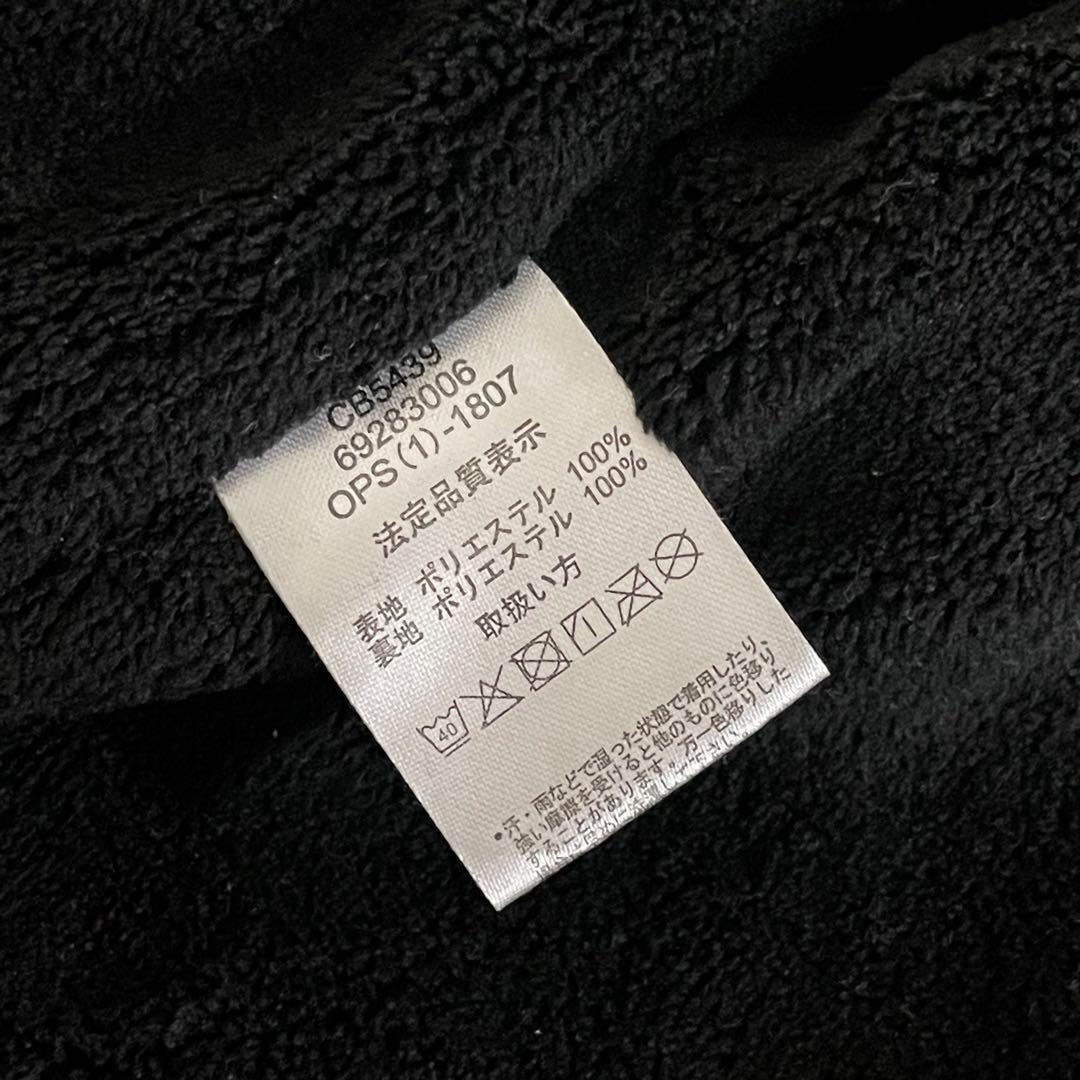 CB5439
69283006
OPS(1)-1807
法定品質表示
表地 ポリエステル 100%
裏地 ポリエステル 100%
取扱い方
40
•汗・雨などで湿った状態で着用したり、
強い摩擦を受けると他のものに色移り
することがあります。万一色移りした